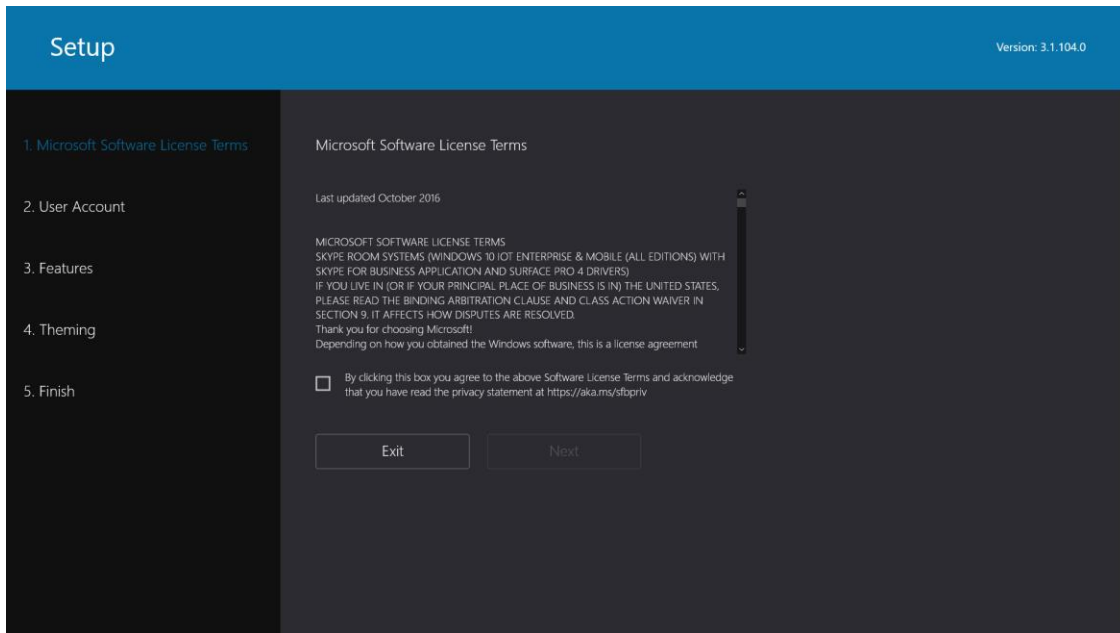 Setup
Version: 3.1.104.0
1. Microsoft Software License Terms
2. User Account
3. Features
4. Theming
5. Finish
Microsoft Software License Terms
Last updated October 2016
MICROSOFT SOFTWARE LICENSE TERMS
SKYPE ROOM SYSTEMS (WINDOWS 10 IOT ENTERPRISE & MOBILE (ALL EDITIONS) WITH
SKYPE FOR BUSINESS APPLICATION AND SURFACE PRO 4 DRIVERS)
IF YOU LIVE IN (OR IF YOUR PRINCIPAL PLACE OF BUSINESS IS IN) THE UNITED STATES,
PLEASE READ THE BINDING ARBITRATION CLAUSE AND CLASS ACTION WAIVER IN
SECTION 9. IT AFFECTS HOW DISPUTES ARE RESOLVED.
Thank you for choosing Microsoft!
Depending on how you obtained the Windows software, this is a license agreement
By clicking this box you agree to the above Software License Terms and acknowledge
that you have read the privacy statement at https://aka.ms/sfbpriv
Exit
Next